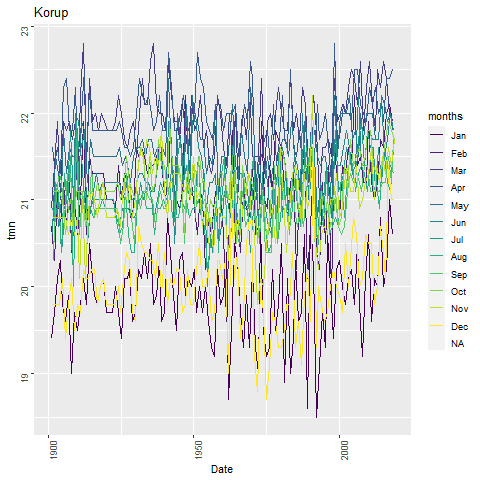 Korup
23
22
21
20
19
tmn
1900
1950
2000
Date
months
Jan
Feb
Mar
Apr
May
Jun
Jul
Aug
Sep
Oct
Nov
Dec
NA